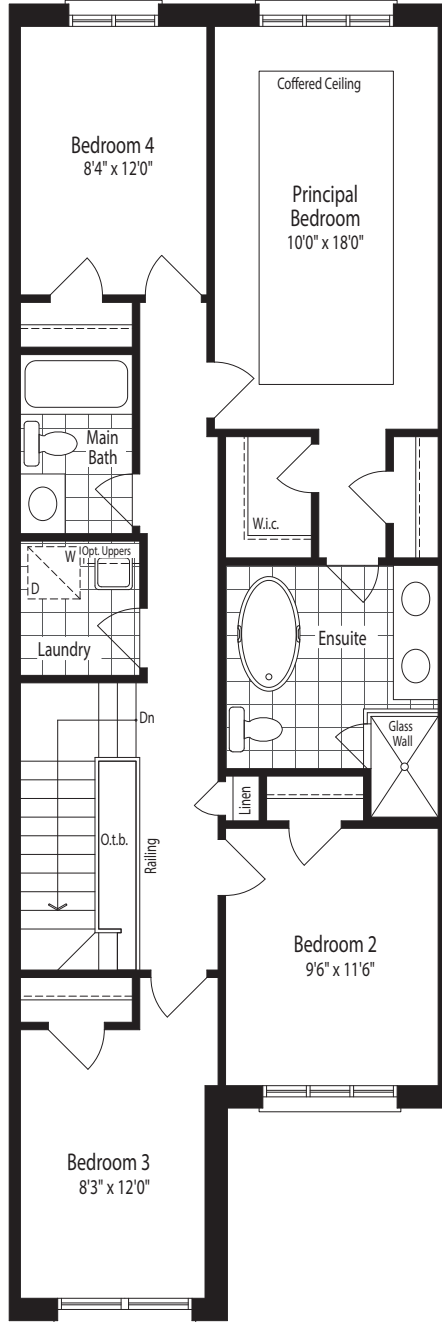 Coffered Ceiling
Bedroom 4
8'4" x 12'0"
Principal
Bedroom
10'0" x 18'0"
Main
Bath
W.i.c.
W
Opt. Uppers
D
Laundry
Ensuite
Dn
Glass
Wall
Linen
O.t.b.
Railing
Bedroom 2
9'6" x 11'6"
Bedroom 3
8'3" x 12'0"